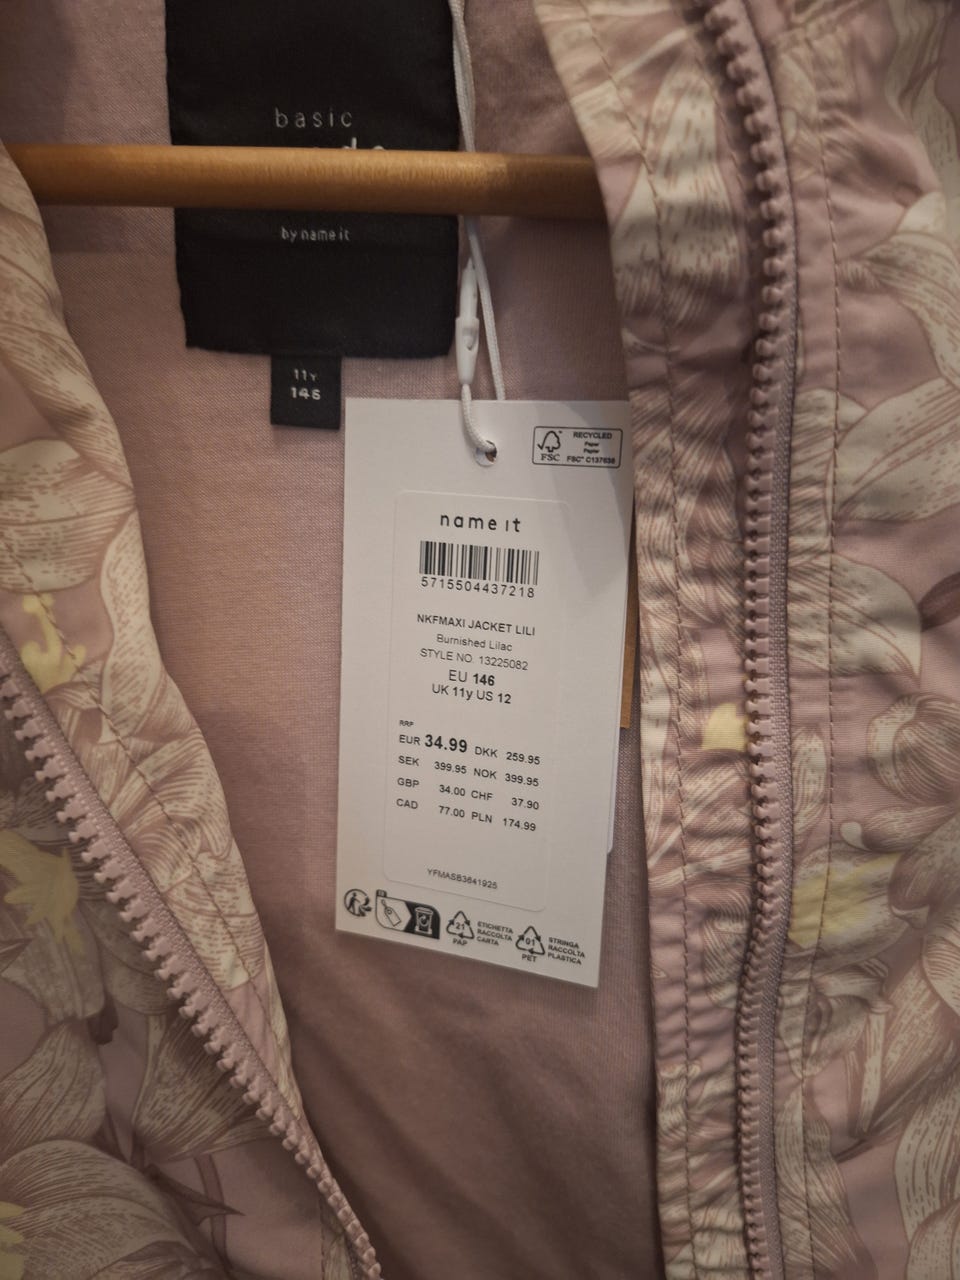 basic
by name it
11Y
146
RECYCLED
Paper
Papier
FSC
FSC® C137638
name it
5715504437218
NKFMAXI JACKET LILI
Burnished Lilac
STYLE NO. 13225082
EU 146
UK 11y US 12
RRP
EUR 34.99 DKK 259.95
SEK 399.95 NOK 399.95
GBP 34.00 CHF 37.90
CAD 77.00 PLN 174.99
YFMASB3641925
21
PAP
ETICHETTA
RACCOLTA
CARTA
01
PET
STRINGA
RACCOLTA
PLASTICA